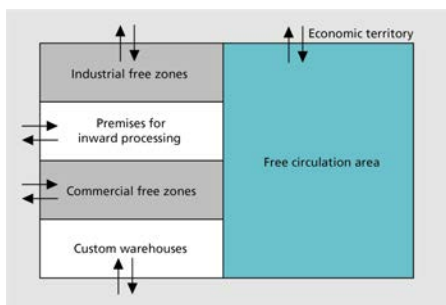 Economic territory
Industrial free zones
Premises for
inward processing
Free circulation area
Commercial free zones
Custom warehouses